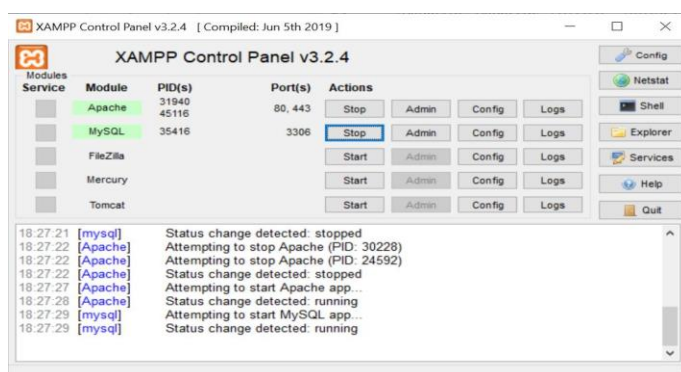 XAMPP Control Panel v3.2.4 [ Compiled: Jun 5th 2019 ]
XAMPP Control Panel v3.2.4
Config
Modules
Service Module PID(s) Port(s) Actions
Netstat
Apache 31940 45116 80, 443 Stop Admin Config Logs
Shell
MySQL 35416 3306 Stop Admin Config Logs
Explorer
FileZilla Start Admin Config Logs
Services
Mercury Start Admin Config Logs
Help
Tomcat Start Admin Config Logs
Quit
18:27:21 [mysql] Status change detected: stopped
18:27:22 [Apache] Attempting to stop Apache (PID: 30228)
18:27:22 [Apache] Attempting to stop Apache (PID: 24592)
18:27:22 [Apache] Status change detected: stopped
18:27:27 [Apache] Attempting to start Apache app...
18:27:28 [Apache] Status change detected: running
18:27:29 [mysql] Attempting to start MySQL app...
18:27:29 [mysql] Status change detected: running